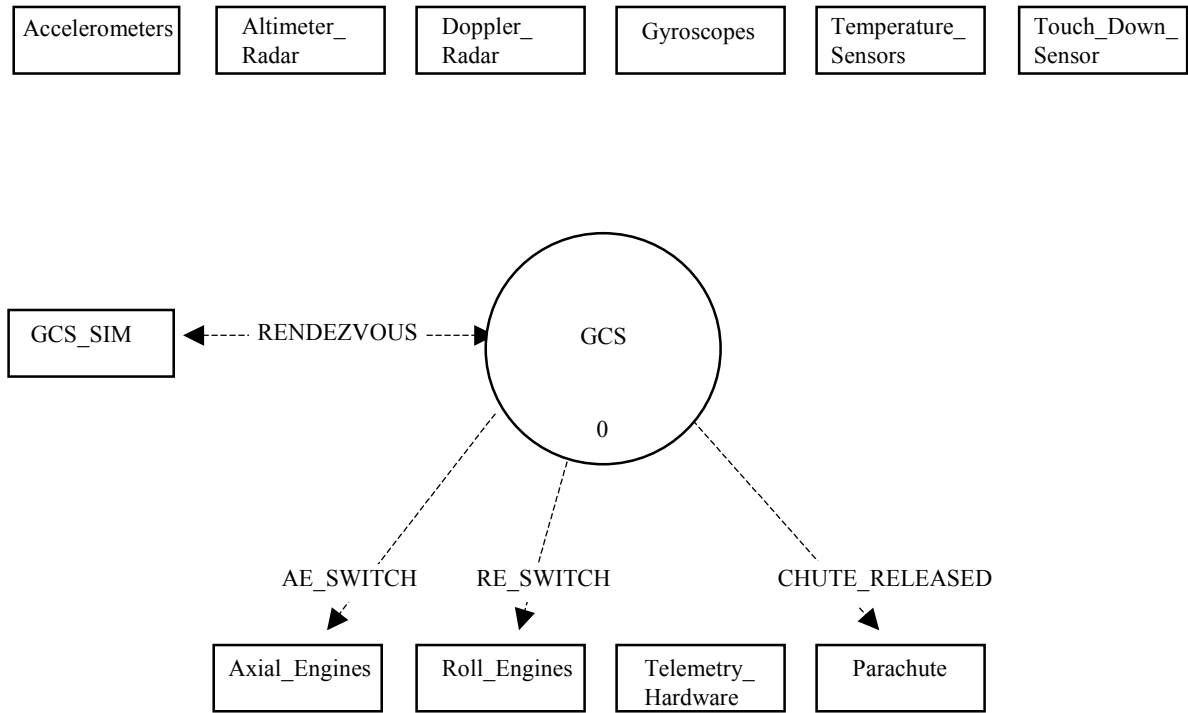 Accelerometers
Altimeter_
Radar
Doppler_
Radar
Gyroscopes
Temperature_
Sensors
Touch_Down_
Sensor
GCS_SIM
RENDEZVOUS
GCS
0
AE_SWITCH
RE_SWITCH
CHUTE_RELEASED
Axial_Engines
Roll_Engines
Telemetry_
Hardware
Parachute